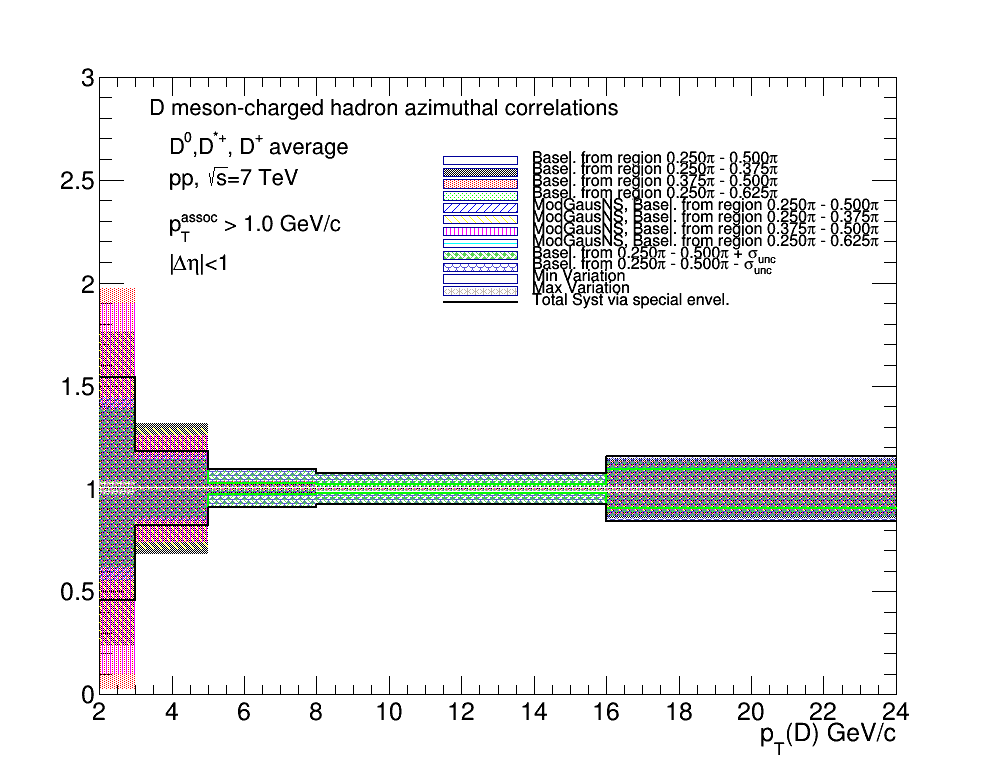 D meson-charged hadron azimuthal correlations
D⁰,D*⁺, D⁺ average
pp, √s=7 TeV
p_T^assoc > 1.0 GeV/c
|Δη|<1
Basel. from region 0.250π - 0.500π
Basel. from region 0.250π - 0.375π
Basel. from region 0.375π - 0.500π
Basel. from region 0.250π - 0.625π
ModGausNS, Basel. from region 0.250π - 0.500π
ModGausNS, Basel. from region 0.250π - 0.375π
ModGausNS, Basel. from region 0.375π - 0.500π
ModGausNS, Basel. from region 0.250π - 0.625π
Basel. from 0.250π - 0.500π + σ_unc
Basel. from 0.250π - 0.500π - σ_unc
Min Variation
Max Variation
Total Syst via special envel.
3
2.5
2
1.5
1
0.5
0
2 4 6 8 10 12 14 16 18 20 22 24
p_T(D) GeV/c